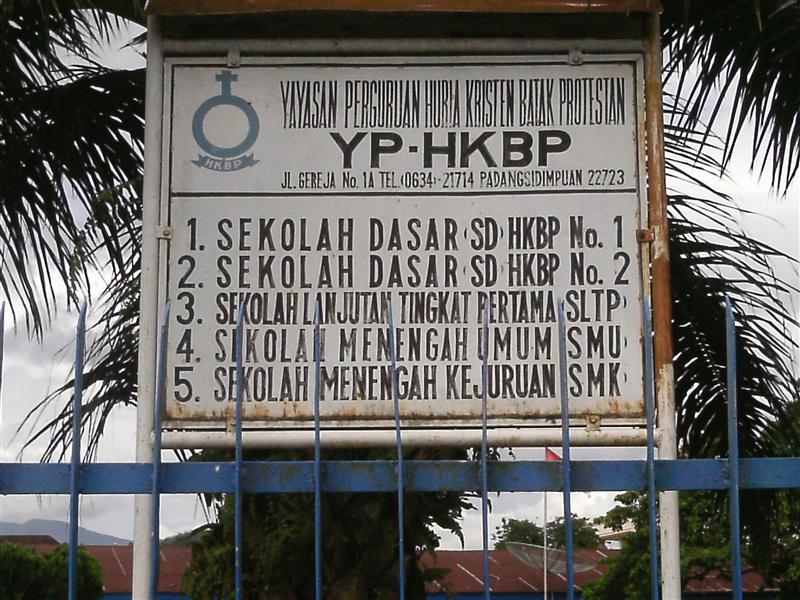 YAYASAN PERGURUAN HURIA KRISTEN BATAK PROTESTAN
YP-HKBP
HKBP
JL. GEREJA No. 1A TEL. (0634)-21714 PADANGSIDIMPUAN 22723
1. SEKOLAH DASAR (SD) HKBP No. 1
2. SEKOLAH DASAR (SD) HKBP No. 2
3. SEKOLAH LANJUTAN TINGKAT PERTAMA (SLTP)
4. SEKOLAH MENENGAH UMUM (SMU)
5. SEKOLAH MENENGAH KEJURUAN (SMK)